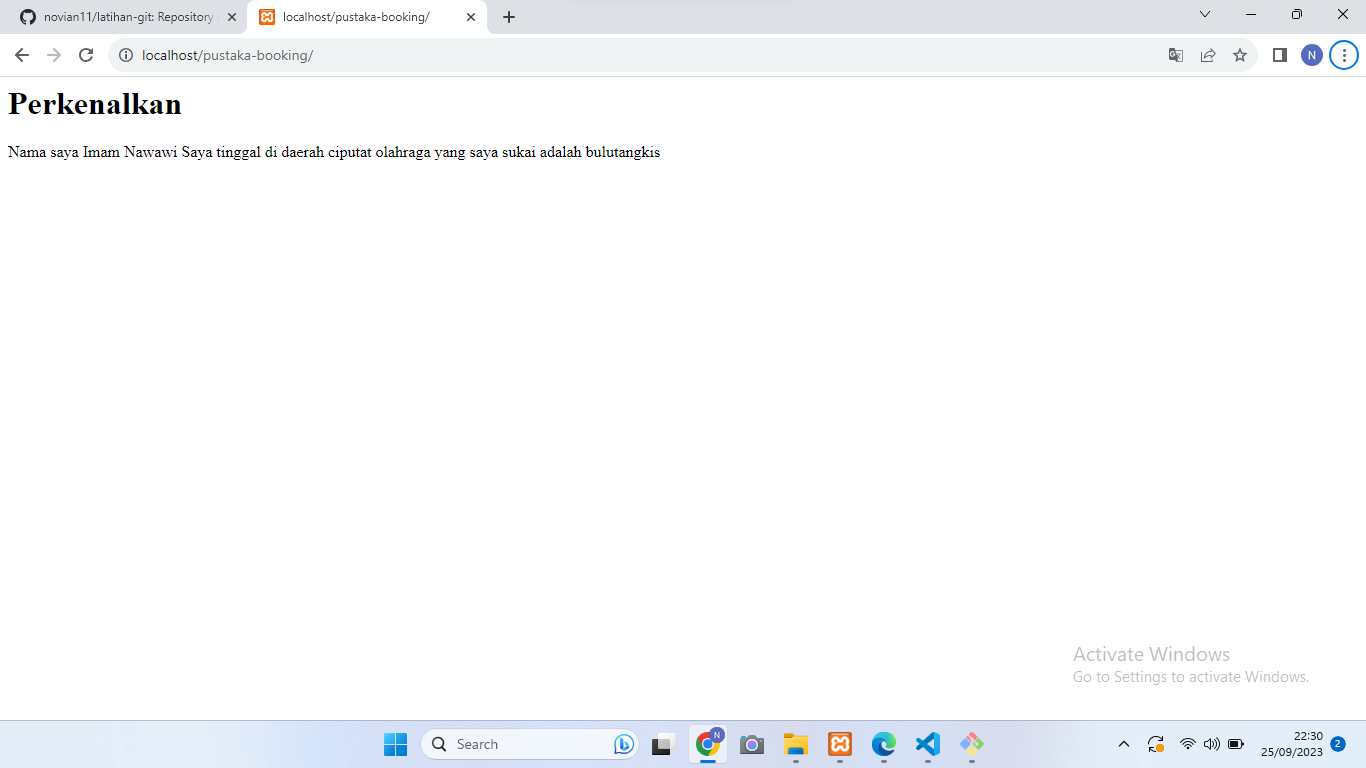 novian11/latihan-git: Repository
localhost/pustaka-booking/
localhost/pustaka-booking/
N
Perkenalkan
Nama saya Imam Nawawi Saya tinggal di daerah ciputat olahraga yang saya sukai adalah bulutangkis
Activate Windows
Go to Settings to activate Windows.
Search
N
22:30
25/09/2023
2